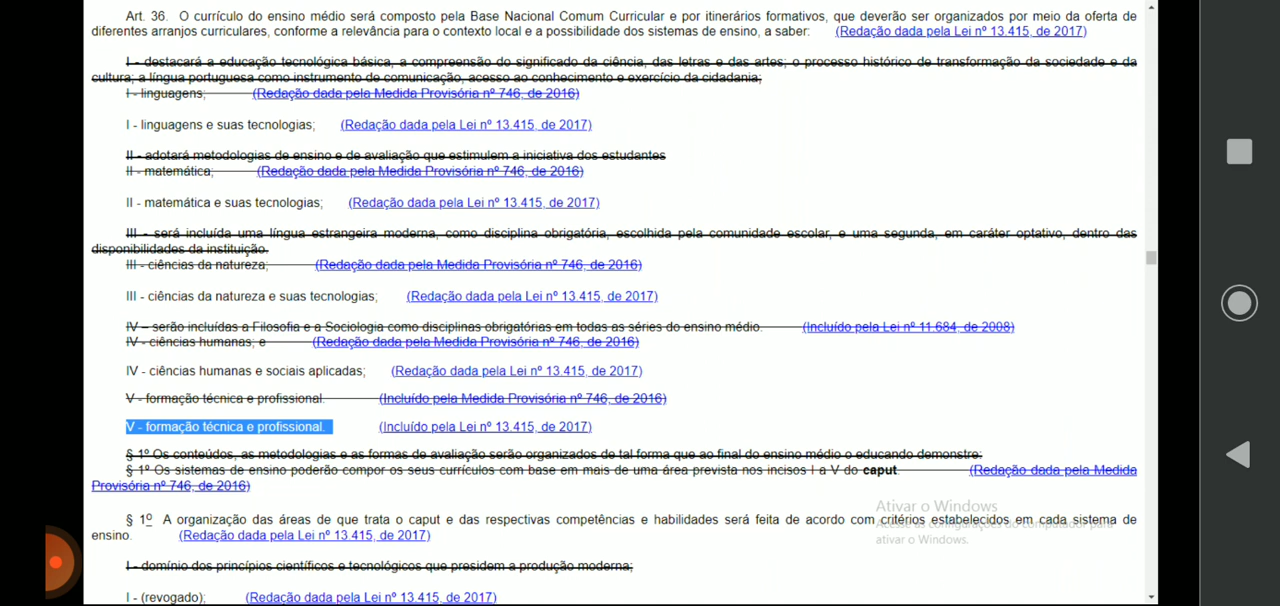 Art. 36. O currículo do ensino médio será composto pela Base Nacional Comum Curricular e por itinerários formativos, que deverão ser organizados por meio da oferta de
diferentes arranjos curriculares, conforme a relevância para o contexto local e a possibilidade dos sistemas de ensino, a saber: (Redação dada pela Lei nº 13.415, de 2017)
I - destacará a educação tecnológica básica, a compreensão do significado da ciência, das letras e das artes; o processo histórico de transformação da sociedade e da
cultura; a língua portuguesa como instrumento de comunicação, acesso ao conhecimento e exercício da cidadania;
I - linguagens; (Redação dada pela Medida Provisória nº 746, de 2016)
I - linguagens e suas tecnologias; (Redação dada pela Lei nº 13.415, de 2017)
II - adotará metodologias de ensino e de avaliação que estimulem a iniciativa dos estudantes
II - matemática; (Redação dada pela Medida Provisória nº 746, de 2016)
II - matemática e suas tecnologias; (Redação dada pela Lei nº 13.415, de 2017)
III - será incluída uma língua estrangeira moderna, como disciplina obrigatória, escolhida pela comunidade escolar, e uma segunda, em caráter optativo, dentro das
disponibilidades da instituição.
III - ciências da natureza; (Redação dada pela Medida Provisória nº 746, de 2016)
III - ciências da natureza e suas tecnologias; (Redação dada pela Lei nº 13.415, de 2017)
IV – serão incluídas a Filosofia e a Sociologia como disciplinas obrigatórias em todas as séries do ensino médio. (Incluído pela Lei nº 11.684, de 2008)
IV - ciências humanas; e (Redação dada pela Medida Provisória nº 746, de 2016)
IV - ciências humanas e sociais aplicadas; (Redação dada pela Lei nº 13.415, de 2017)
V - formação técnica e profissional. (Incluído pela Medida Provisória nº 746, de 2016)
V - formação técnica e profissional. (Incluído pela Lei nº 13.415, de 2017)
§ 1º Os conteúdos, as metodologias e as formas de avaliação serão organizados de tal forma que ao final do ensino médio o educando demonstre:
§ 1º Os sistemas de ensino poderão compor os seus currículos com base em mais de uma área prevista nos incisos I a V do caput. (Redação dada pela Medida
Provisória nº 746, de 2016)
§ 1º A organização das áreas de que trata o caput e das respectivas competências e habilidades será feita de acordo com critérios estabelecidos em cada sistema de
ensino. (Redação dada pela Lei nº 13.415, de 2017)
I - domínio dos princípios científicos e tecnológicos que presidem a produção moderna;
I - (revogado); (Redação dada pela Lei nº 13.415, de 2017)
Ativar o Windows
Acesse as configurações do computador para
ativar o Windows.